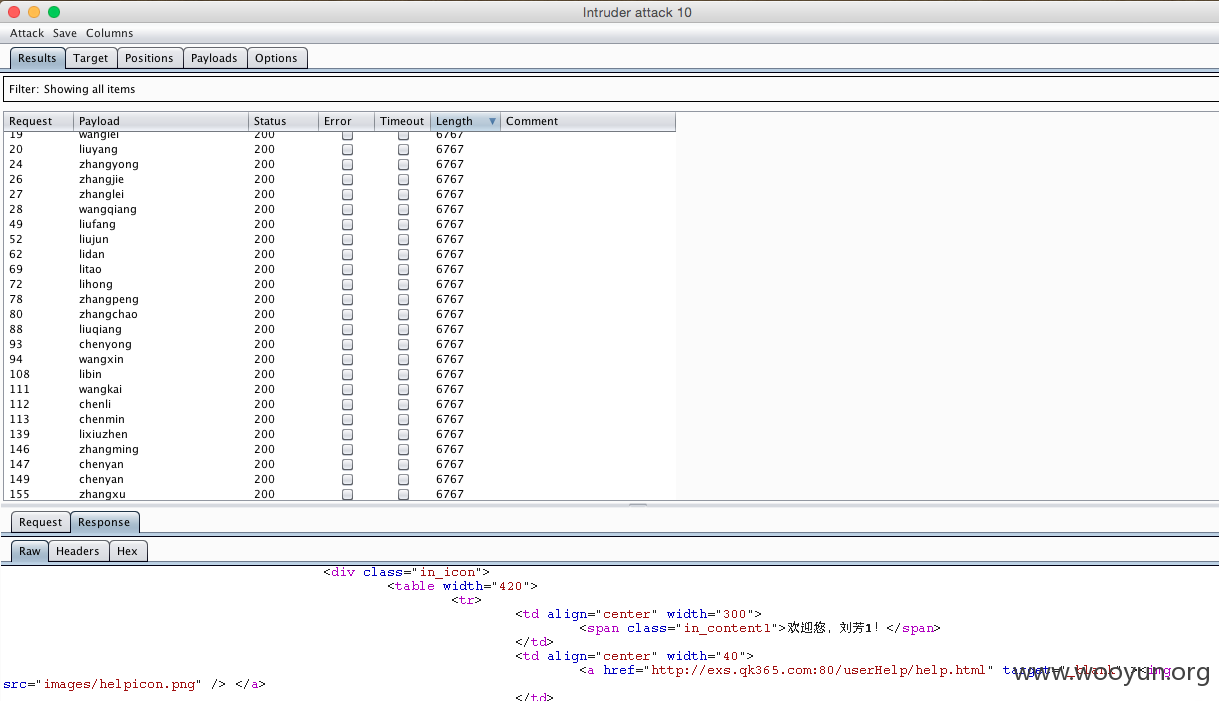 Intruder attack 10
Attack Save Columns
Results Target Positions Payloads Options
Filter: Showing all items
Request Payload Status Error Timeout Length Comment
19 wanglei 200 6767
20 liuyang 200 6767
24 zhangyong 200 6767
26 zhangjie 200 6767
27 zhanglei 200 6767
28 wangqiang 200 6767
49 liufang 200 6767
52 liujun 200 6767
62 lidan 200 6767
69 litao 200 6767
72 lihong 200 6767
78 zhangpeng 200 6767
80 zhangchao 200 6767
88 liuqiang 200 6767
93 chenyong 200 6767
94 wangxin 200 6767
108 libin 200 6767
111 wangkai 200 6767
112 chenli 200 6767
113 chenmin 200 6767
139 lixiuzhen 200 6767
146 zhangming 200 6767
147 chenyan 200 6767
149 chenyan 200 6767
155 zhangxu 200 6767
Request Response
Raw Headers Hex
<div class="in_icon">
<table width="420">
<tr>
<td align="center" width="300">
<span class="in_content1">欢迎您，刘芳1！</span>
</td>
<td align="center" width="40">
<a href="http://exs.qk365.com:80/userHelp/help.html" target="_blank" ><img
src="images/helpicon.png" /> </a>
</td>
www.wooyun.org